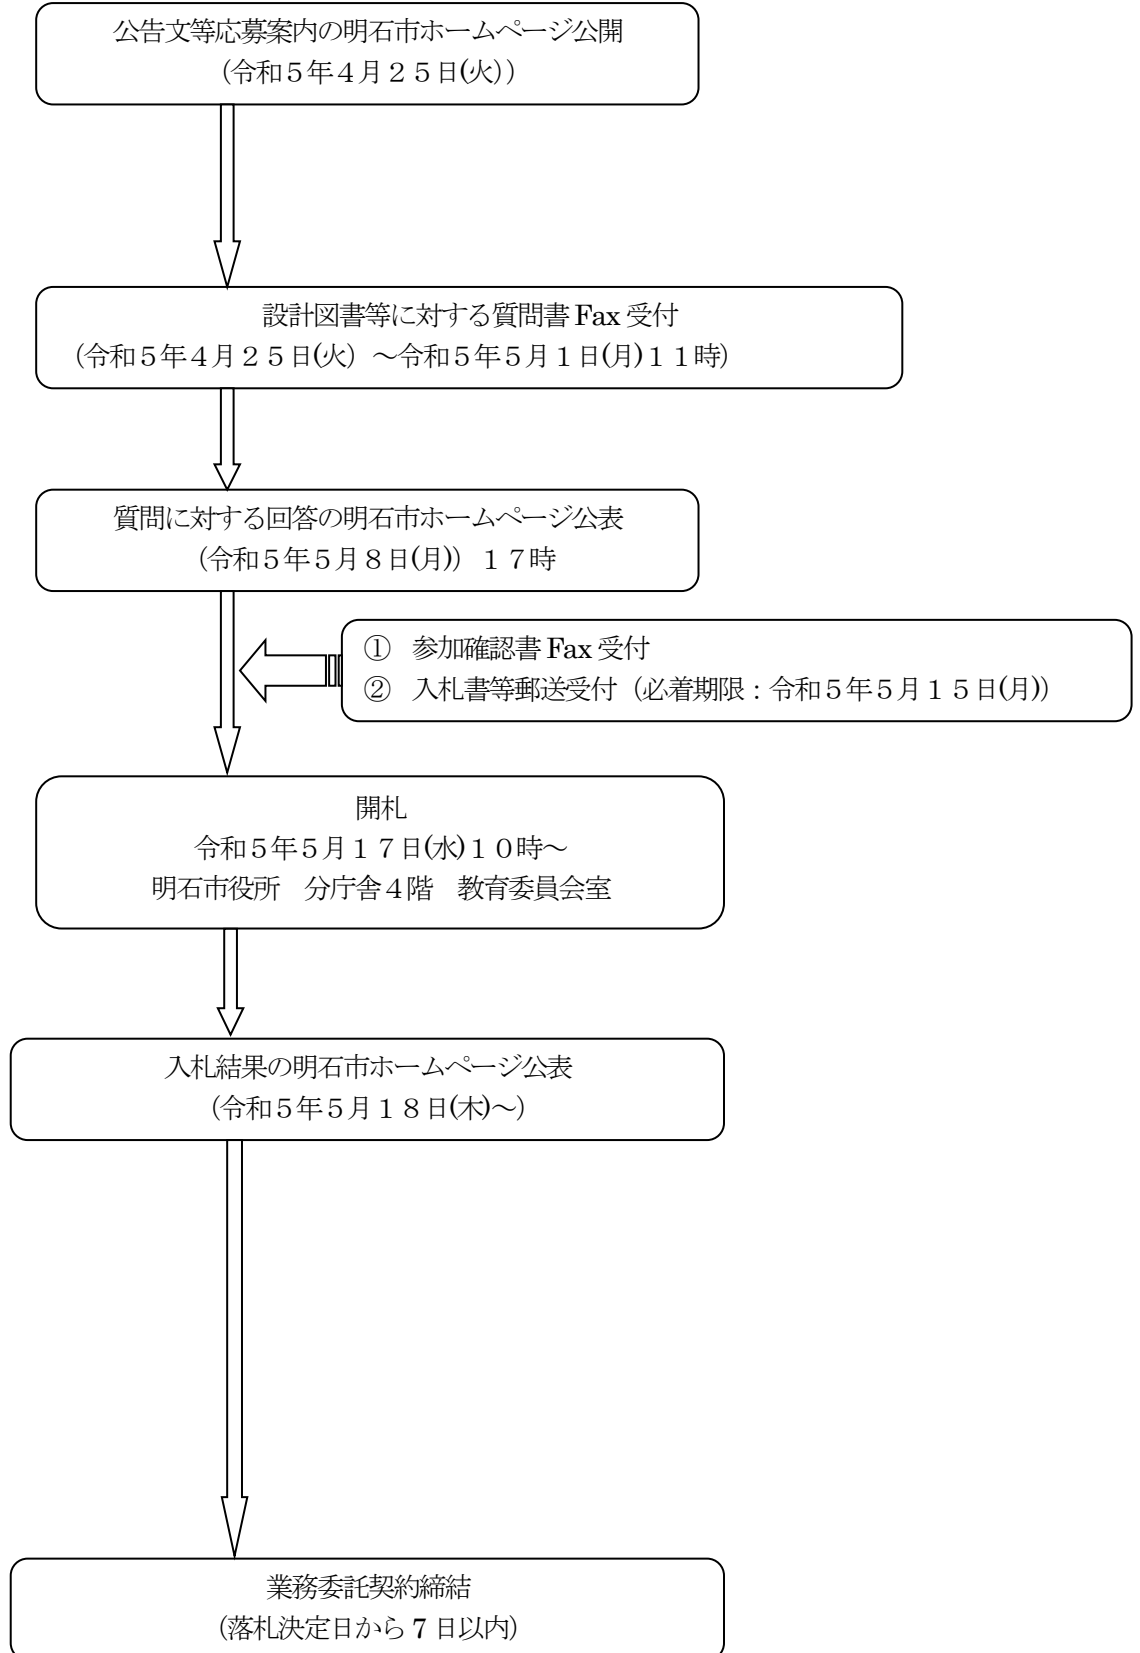 公告文等応募案内の明石市ホームページ公開
（令和５年４月２５日(火)）
設計図書等に対する質問書 Fax 受付
（令和５年４月２５日(火) ～令和５年５月１日(月)１１時）
質問に対する回答の明石市ホームページ公表
（令和５年５月８日(月)） １７時
① 参加確認書 Fax 受付
② 入札書等郵送受付（必着期限：令和５年５月１５日(月)）
開札
令和５年５月１７日(水)１０時～
明石市役所　分庁舎４階　教育委員会室
入札結果の明石市ホームページ公表
（令和５年５月１８日(木)～）
業務委託契約締結
（落札決定日から 7 日以内）